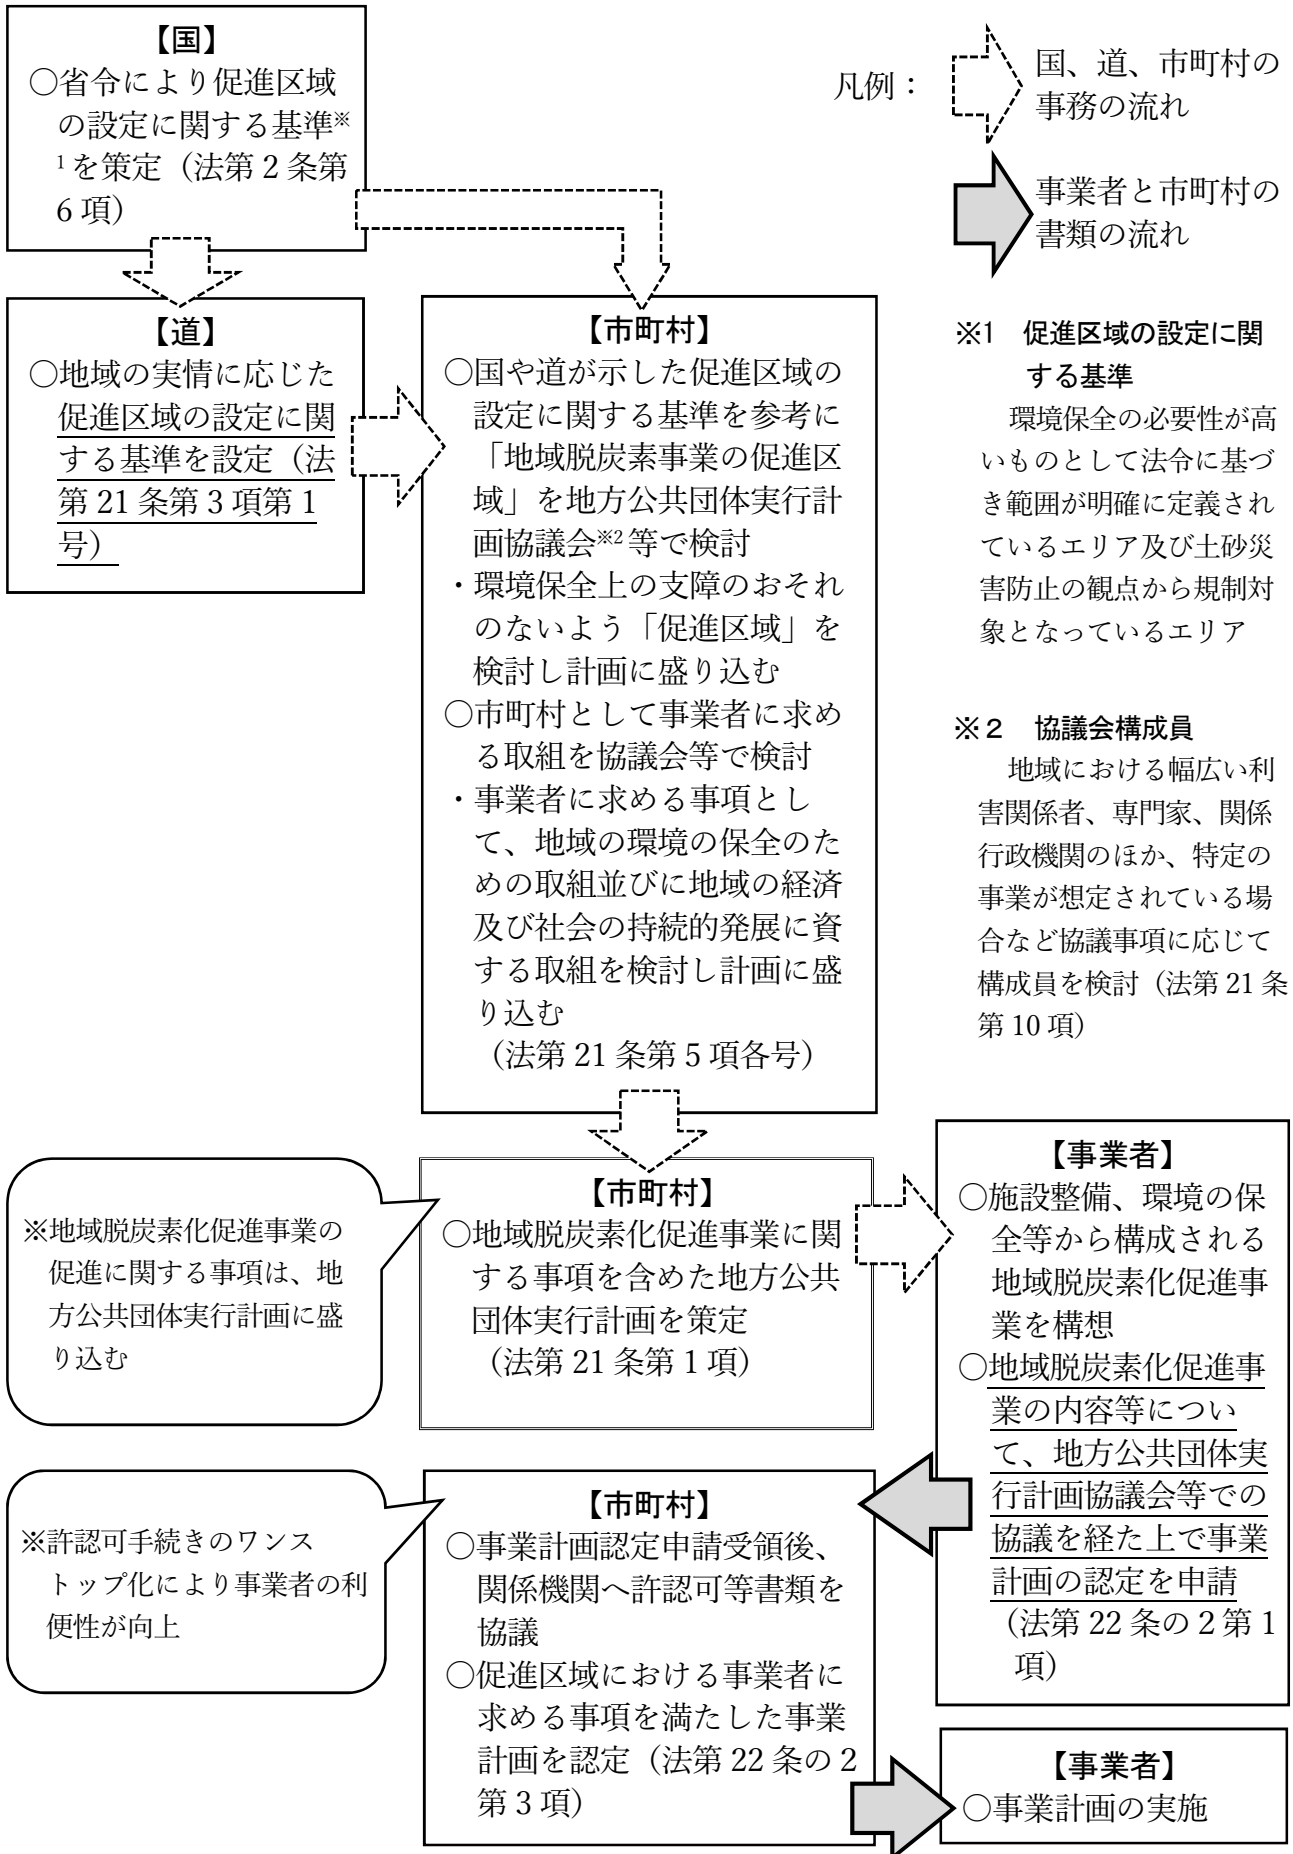 【国】
○省令により促進区域
の設定に関する基準※
1を策定（法第2条第
6項）
凡例：
国、道、市町村の
事務の流れ
事業者と市町村の
書類の流れ
【道】
○地域の実情に応じた
促進区域の設定に関
する基準を設定（法
第21条第3項第1
号）
【市町村】
○国や道が示した促進区域の
設定に関する基準を参考に
「地域脱炭素事業の促進区
域」を地方公共団体実行計
画協議会※2等で検討
・環境保全上の支障のおそれ
のないよう「促進区域」を
検討し計画に盛り込む
○市町村として事業者に求め
る取組を協議会等で検討
・事業者に求める事項とし
て、地域の環境の保全のた
めの取組並びに地域の経済
及び社会の持続的発展に資
する取組を検討し計画に盛
り込む
（法第21条第5項各号）
※1　促進区域の設定に関
する基準
環境保全の必要性が高
いものとして法令に基づ
き範囲が明確に定義され
ているエリア及び土砂災
害防止の観点から規制対
象となっているエリア
※２　協議会構成員
地域における幅広い利
害関係者、専門家、関係
行政機関のほか、特定の
事業が想定されている場
合など協議事項に応じて
構成員を検討（法第21条
第10項）
※地域脱炭素化促進事業の
促進に関する事項は、地
方公共団体実行計画に盛
り込む
【市町村】
○地域脱炭素化促進事業に関
する事項を含めた地方公共
団体実行計画を策定
（法第21条第1項）
【事業者】
○施設整備、環境の保
全等から構成される
地域脱炭素化促進事
業を構想
○地域脱炭素化促進事
業の内容等につい
て、地方公共団体実
行計画協議会等での
協議を経た上で事業
計画の認定を申請
（法第22条の2第1
項）
※許認可手続きのワンス
トップ化により事業者の利
便性が向上
【市町村】
○事業計画認定申請受領後、
関係機関へ許認可等書類を
協議
○促進区域における事業者に
求める事項を満たした事業
計画を認定（法第22条の2
第3項）
【事業者】
○事業計画の実施